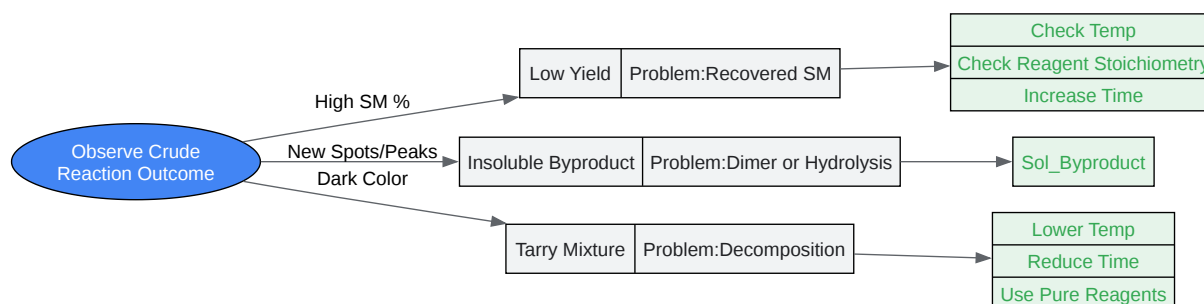 Observe Crude
Reaction Outcome
High SM %
New Spots/Peaks
Dark Color
Low Yield
Problem:Recovered SM
Check Temp
Check Reagent Stoichiometry
Increase Time
Insoluble Byproduct
Problem:Dimer or Hydrolysis
Sol_Byproduct
Tarry Mixture
Problem:Decomposition
Lower Temp
Reduce Time
Use Pure Reagents